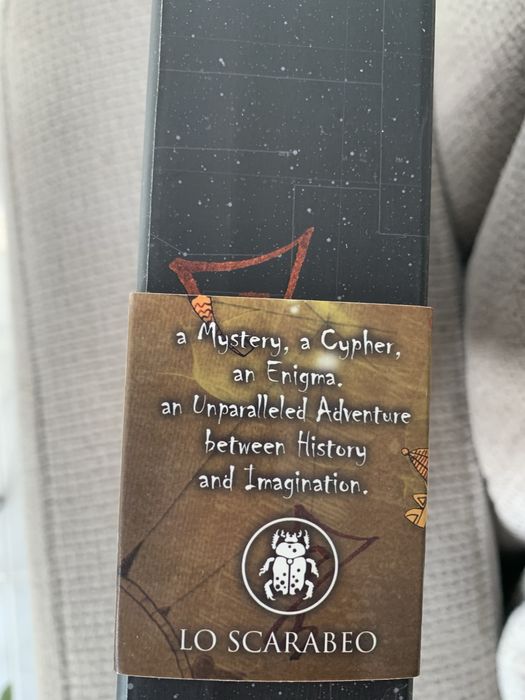 a Mystery, a Cypher,
an Enigma.
an Unparalleled Adventure
between History
and Imagination.
LO SCARABEO